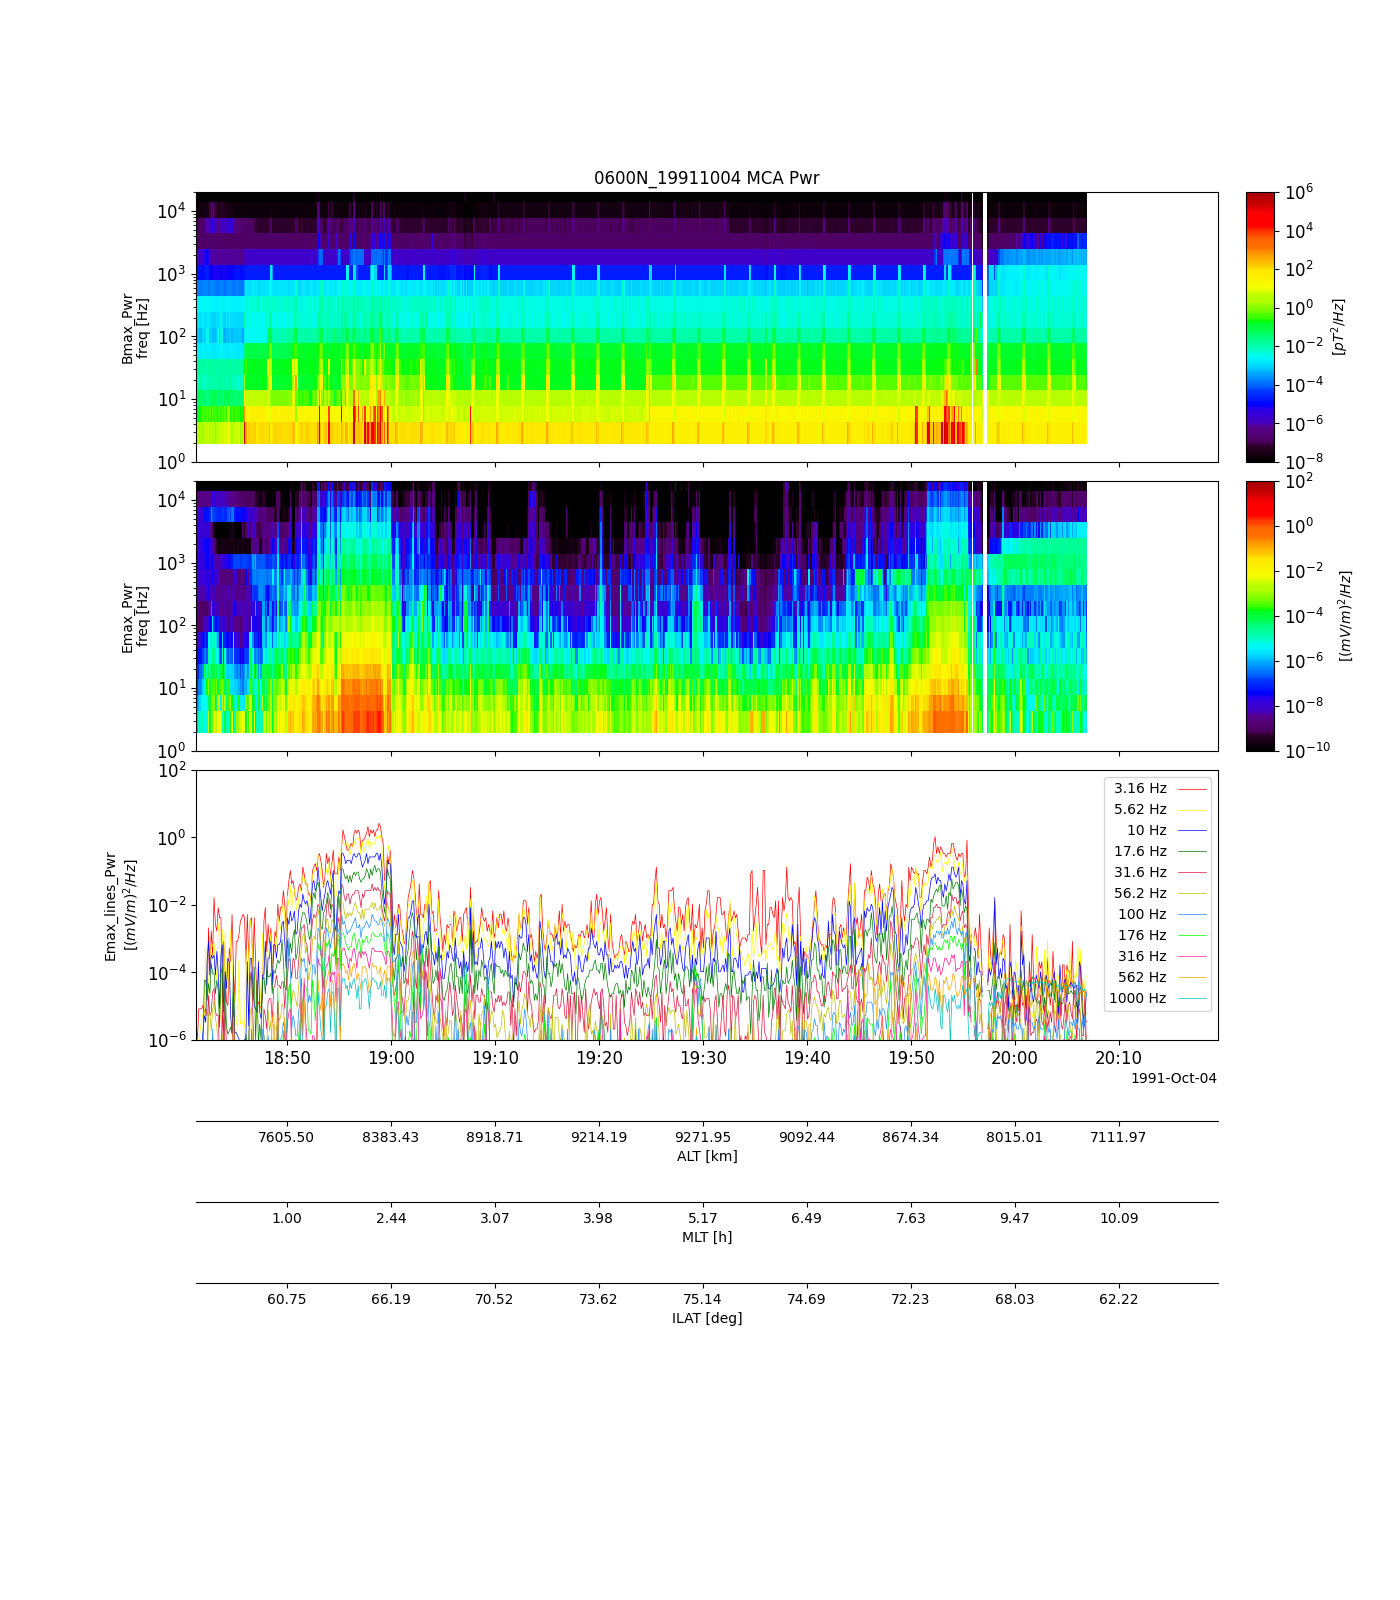 0600N_19911004 MCA Pwr
10^4
10^3
10^2
10^1
10^0
Bmax_Pwr
freq [Hz]
10^6
10^4
10^2
10^0
10^-2
10^-4
10^-6
10^-8
[pT^2/Hz]
10^4
10^3
10^2
10^1
10^0
Emax_Pwr
freq [Hz]
10^2
10^0
10^-2
10^-4
10^-6
10^-8
10^-10
[(mV/m)^2/Hz]
10^2
10^0
10^-2
10^-4
10^-6
Emax_lines_Pwr
[(mV/m)^2/Hz]
3.16 Hz
5.62 Hz
10 Hz
17.6 Hz
31.6 Hz
56.2 Hz
100 Hz
176 Hz
316 Hz
562 Hz
1000 Hz
18:50 19:00 19:10 19:20 19:30 19:40 19:50 20:00 20:10
1991-Oct-04
7605.50 8383.43 8918.71 9214.19 9271.95 9092.44 8674.34 8015.01 7111.97
ALT [km]
1.00 2.44 3.07 3.98 5.17 6.49 7.63 9.47 10.09
MLT [h]
60.75 66.19 70.52 73.62 75.14 74.69 72.23 68.03 62.22
ILAT [deg]